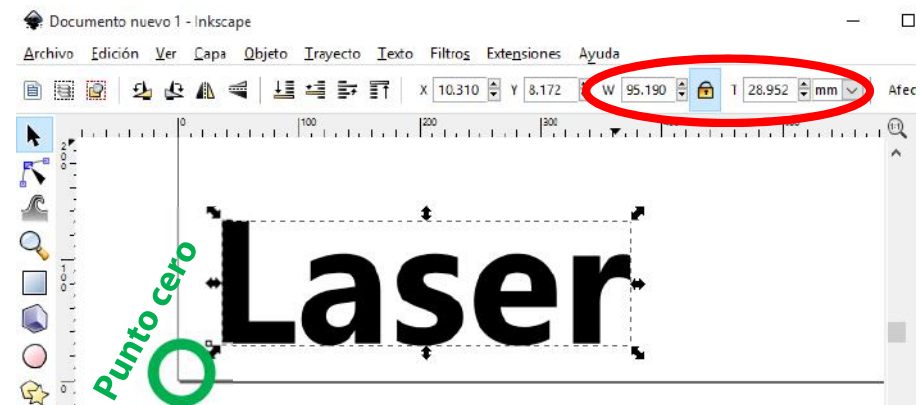 Documento nuevo 1 - Inkscape
Archivo Edición Ver Capa Objeto Trayecto Texto Filtros Extensiones Ayuda
X 10.310 Y 8.172 W 95.190 T 28.952 mm Afec
0 100 200 300
Laser
Punto cero